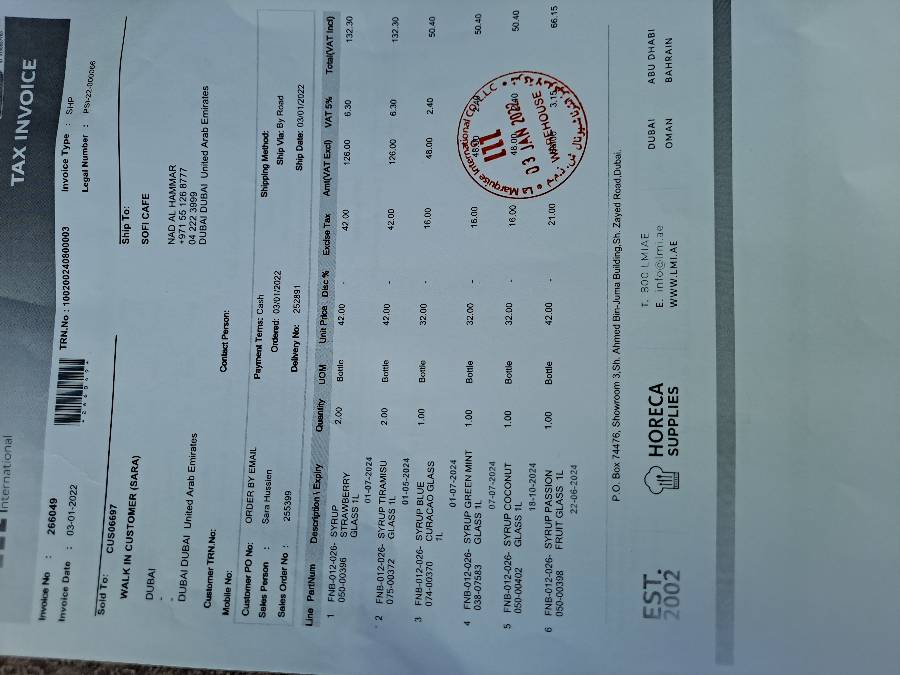 TAX INVOICE
International
Invoice No : 266049
TRN.No : 100200240800003
Invoice Type : SHP
Invoice Date : 03-01-2022
Legal Number : PSI-22-000066
Sold To: CUS06697
Ship To:
WALK IN CUSTOMER (SARA)
SOFI CAFE
DUBAI
NAD AL HAMMAR
+971 55 126 8777
04 222 3999
DUBAI DUBAI United Arab Emirates
DUBAI DUBAI United Arab Emirates
Customer TRN.No:
Mobile No:
Contact Person:
Customer PO No: ORDER BY EMAIL
Payment Terms: Cash
Shipping Method:
Sales Person : Sara Hussien
Ordered: 03/01/2022
Ship Via: By Road
Sales Order No : 255399
Delivery No: 252891
Ship Date: 03/01/2022
Line PartNum Description \ Expiry Quantity UOM Unit Price Disc % Excise Tax Amt(VAT Excl) VAT 5% Total(VAT Incl)
1 FNB-012-026- SYRUP 2.00 Bottle 42.00 - 42.00 126.00 6.30 132.30
050-00396 STRAWBERRY
GLASS 1L
01-07-2024
2 FNB-012-026- SYRUP TIRAMISU 2.00 Bottle 42.00 - 42.00 126.00 6.30 132.30
075-00372 GLASS 1L
01-05-2024
3 FNB-012-026- SYRUP BLUE 1.00 Bottle 32.00 - 16.00 48.00 2.40 50.40
074-00370 CURACAO GLASS
1L
01-07-2024
4 FNB-012-026- SYRUP GREEN MINT 1.00 Bottle 32.00 - 16.00 48.00 2.40 50.40
038-07583 GLASS 1L
07-07-2024
5 FNB-012-026- SYRUP COCONUT 1.00 Bottle 32.00 - 16.00 48.00 2.40 50.40
050-00402 GLASS 1L
18-10-2024
6 FNB-012-026- SYRUP PASSION 1.00 Bottle 42.00 - 21.00 3.15 66.15
050-00398 FRUIT GLASS 1L
22-06-2024
La Marquise International COF. LLC
03 JAN 2022
WAREHOUSE
P.O. Box 74476, Showroom 3,Sh. Ahmed Bin-Juma Building,Sh. Zayed Road,Dubai.
EST.
2002
HORECA
SUPPLIES
T. 800 LMIAE
E. info@lmi.ae
WWW.LMI.AE
DUBAI ABU DHABI
OMAN BAHRAIN